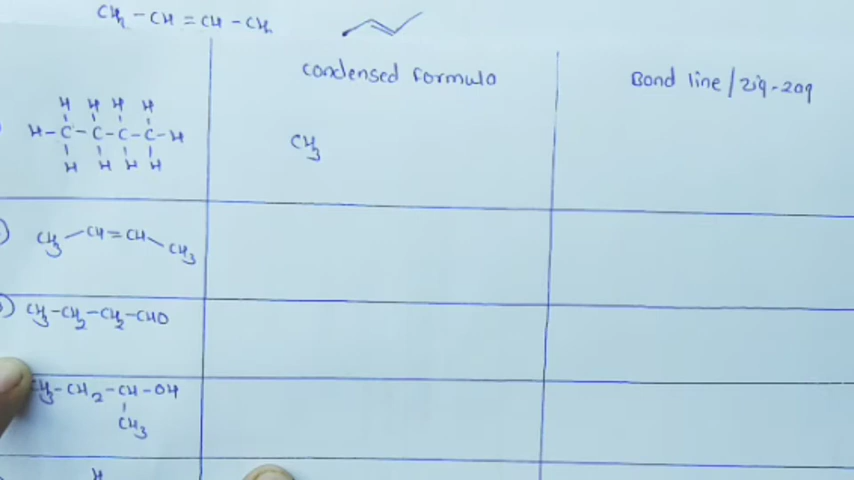 CH3 - CH = CH - CH3
condensed formula
Bond line / zig-zag
H H H H
H-C-C-C-C-H
H H H H
CH3
CH3-CH=CH-CH3
CH3-CH2-CH2-CHO
CH3-CH2-CH-OH
CH3
H